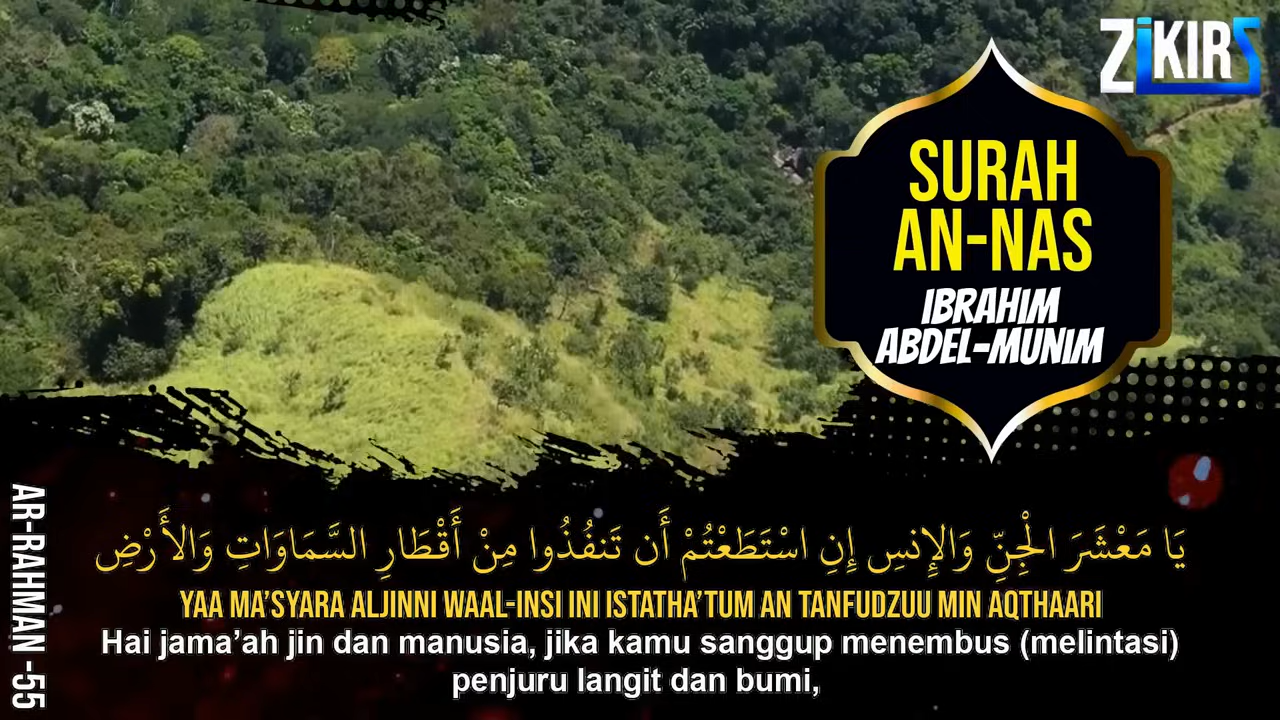 ZiKIRS
SURAH
AN-NAS
IBRAHIM
ABDEL-MUNIM
AR-RAHMAN -55
يَا مَعْشَرَ الْجِنِّ وَالإِنسِ إِنِ اسْتَطَعْتُمْ أَن تَنفُذُوا مِنْ أَقْطَارِ السَّمَاوَاتِ وَالأَرْضِ
YAA MA’SYARA ALJINNI WAAL-INSI INI ISTATHA’TUM AN TANFUDZUU MIN AQTHAARI
Hai jama’ah jin dan manusia, jika kamu sanggup menembus (melintasi)
penjuru langit dan bumi,